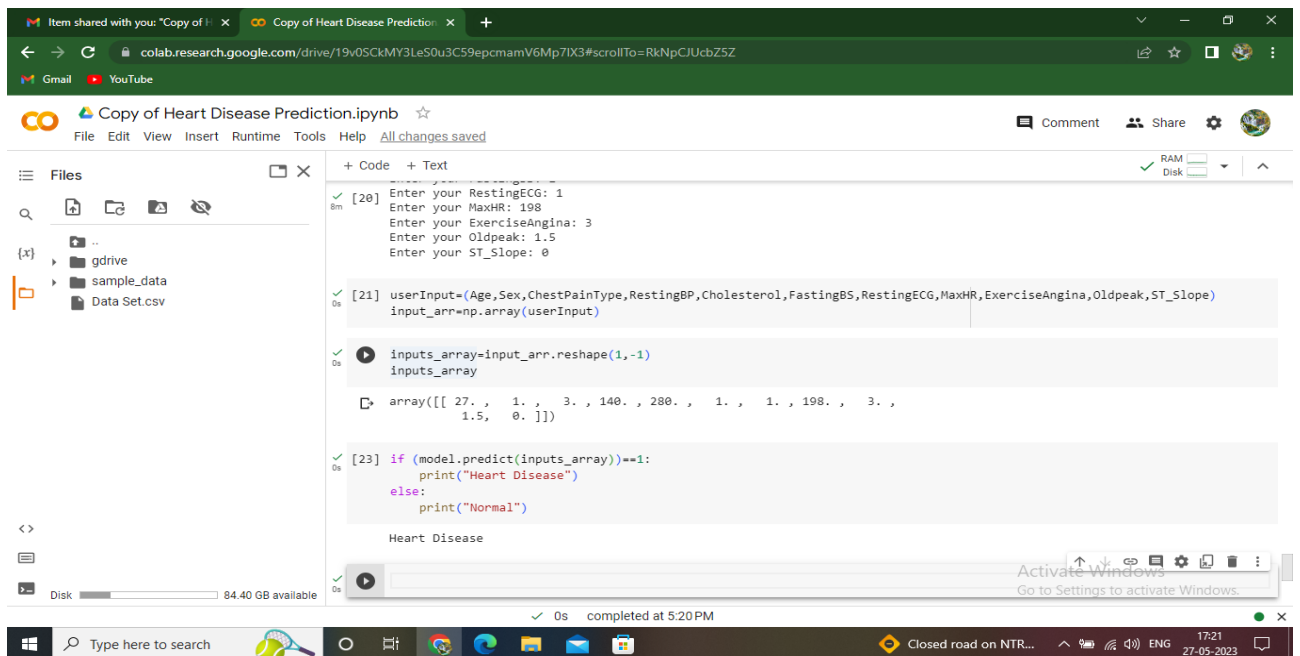 Item shared with you: "Copy of H
Copy of Heart Disease Prediction
colab.research.google.com/drive/19v0SCkMY3LeS0u3C59epcmamV6Mp7IX3#scrollTo=RkNpCJUcbZ5Z
Gmail YouTube
CO Copy of Heart Disease Prediction.ipynb
File Edit View Insert Runtime Tools Help All changes saved
Comment Share
Files
+ Code + Text
RAM
Disk
{x}
..
gdrive
sample_data
Data Set.csv
[20] Enter your RestingECG: 1
8m Enter your MaxHR: 198
Enter your ExerciseAngina: 3
Enter your Oldpeak: 1.5
Enter your ST_Slope: 0
[21] userInput=(Age,Sex,ChestPainType,RestingBP,Cholesterol,FastingBS,RestingECG,MaxHR,ExerciseAngina,Oldpeak,ST_Slope)
0s input_arr=np.array(userInput)
inputs_array=input_arr.reshape(1,-1)
0s inputs_array
array([[ 27. , 1. , 3. , 140. , 280. , 1. , 1. , 198. , 3. ,
1.5, 0. ]])
[23] if (model.predict(inputs_array))==1:
0s print("Heart Disease")
else:
print("Normal")
Heart Disease
0s
<>
Disk 84.40 GB available
Activate Windows
Go to Settings to activate Windows.
0s completed at 5:20 PM
Type here to search
Closed road on NTR...
ENG
17:21
27-05-2023